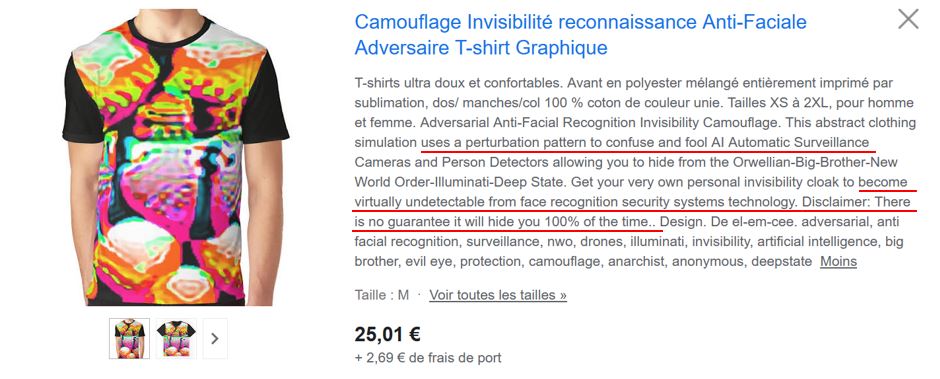 Camouflage Invisibilité reconnaissance Anti-Faciale
Adversaire T-shirt Graphique
T-shirts ultra doux et confortables. Avant en polyester mélangé entièrement imprimé par
sublimation, dos/ manches/col 100 % coton de couleur unie. Tailles XS à 2XL, pour homme
et femme. Adversarial Anti-Facial Recognition Invisibility Camouflage. This abstract clothing
simulation uses a perturbation pattern to confuse and fool AI Automatic Surveillance
Cameras and Person Detectors allowing you to hide from the Orwellian-Big-Brother-New
World Order-Illuminati-Deep State. Get your very own personal invisibility cloak to become
virtually undetectable from face recognition security systems technology. Disclaimer: There
is no guarantee it will hide you 100% of the time.. Design. De el-em-cee. adversarial, anti
facial recognition, surveillance, nwo, drones, illuminati, invisibility, artificial intelligence, big
brother, evil eye, protection, camouflage, anarchist, anonymous, deepstate Moins
Taille : M · Voir toutes les tailles »
25,01 €
+ 2,69 € de frais de port